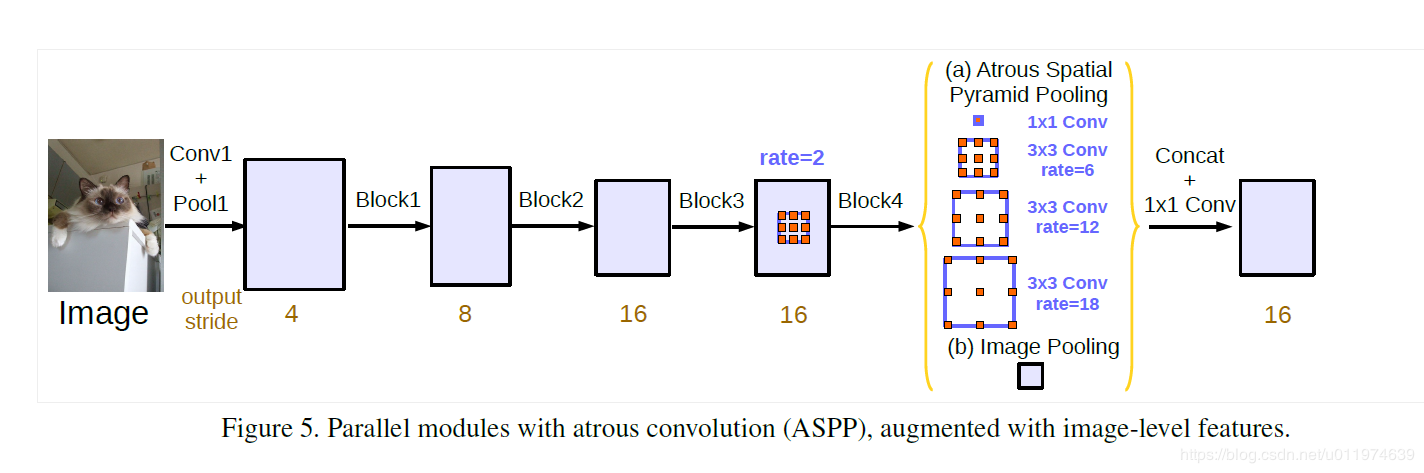 Conv1
+
Pool1
Image
output
stride
4
Block1
8
Block2
16
Block3
rate=2
16
Block4
(a) Atrous Spatial
Pyramid Pooling
1x1 Conv
3x3 Conv
rate=6
3x3 Conv
rate=12
3x3 Conv
rate=18
(b) Image Pooling
Concat
+
1x1 Conv
16
Figure 5. Parallel modules with atrous convolution (ASPP), augmented with image-level features.
https://blog.csdn.net/u011974639